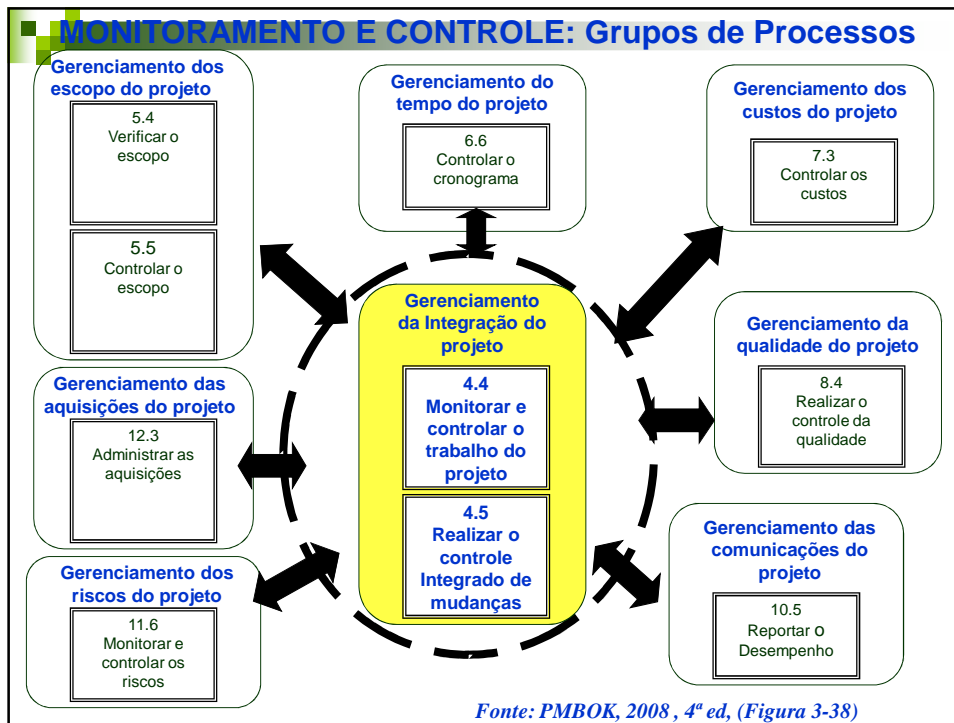 MONITORAMENTO E CONTROLE: Grupos de Processos
Gerenciamento dos
escopo do projeto
5.4
Verificar o
escopo
5.5
Controlar o
escopo
Gerenciamento do
tempo do projeto
6.6
Controlar o
cronograma
Gerenciamento dos
custos do projeto
7.3
Controlar os
custos
Gerenciamento
da Integração do
projeto
4.4
Monitorar e
controlar o
trabalho do
projeto
4.5
Realizar o
controle
Integrado de
mudanças
Gerenciamento da
qualidade do projeto
8.4
Realizar o
controle da
qualidade
Gerenciamento das
aquisições do projeto
12.3
Administrar as
aquisições
Gerenciamento das
comunicações do
projeto
10.5
Reportar o
Desempenho
Gerenciamento dos
riscos do projeto
11.6
Monitorar e
controlar os
riscos
Fonte: PMBOK, 2008 , 4ª ed, (Figura 3-38)